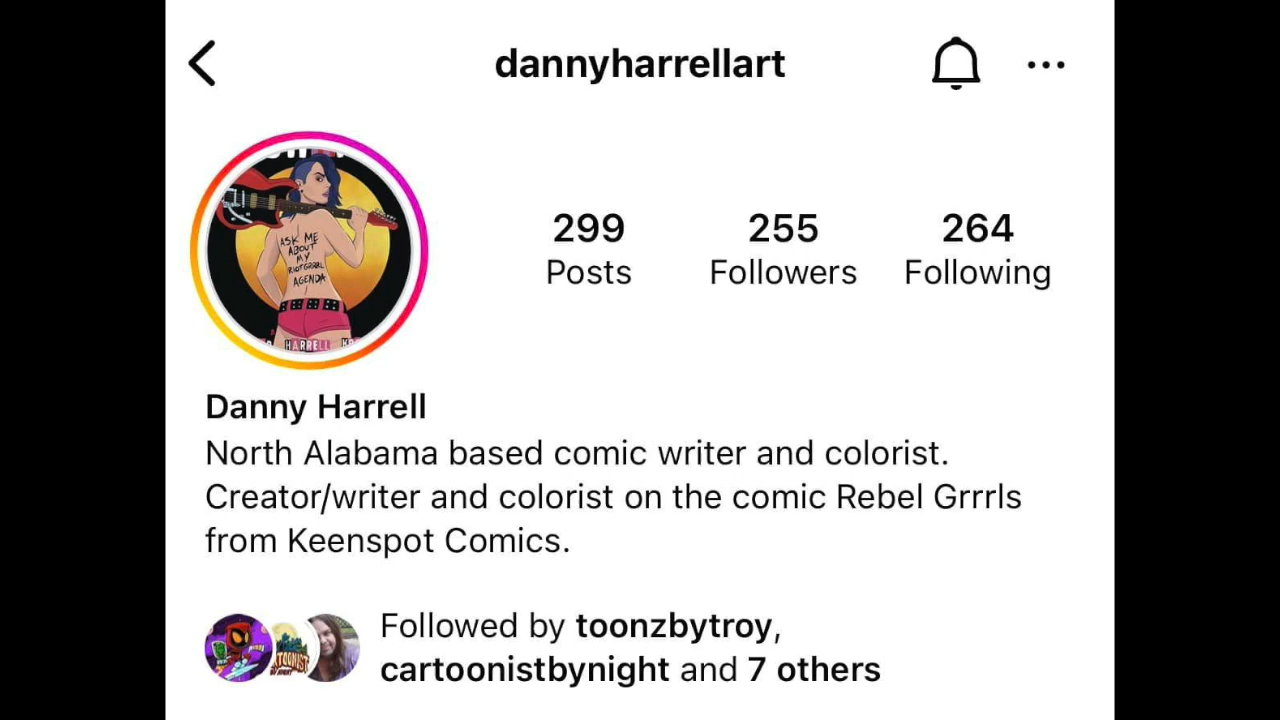 dannyharrellart
299
Posts
255
Followers
264
Following
ASK ME
ABOUT
MY
RIOTGRRRL
AGENDA
HARRELL
Danny Harrell
North Alabama based comic writer and colorist.
Creator/writer and colorist on the comic Rebel Grrrls
from Keenspot Comics.
Followed by toonzbytroy,
cartoonistbynight and 7 others